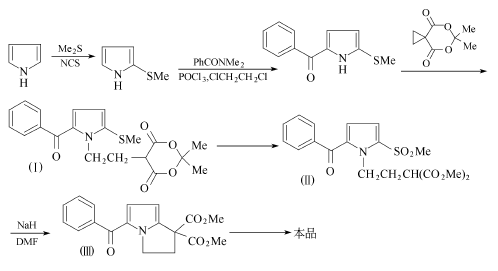 Me2S
NCS
N
H
N
H
SMe
PhCONMe2
POCl3,ClCH2CH2Cl
O
N
H
SMe
O
O
O
O
Me
Me
O
N
SMe
CH2CH2
O
O
O
O
Me
Me
(I)
O
N
SO2Me
CH2CH2CH(CO2Me)2
(II)
NaH
DMF
O
N
CO2Me
CO2Me
(III)
本品